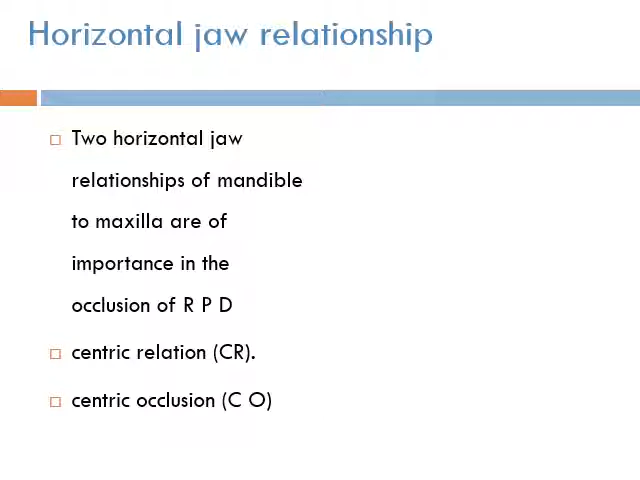 Horizontal jaw relationship
Two horizontal jaw
relationships of mandible
to maxilla are of
importance in the
occlusion of R P D
centric relation (CR).
centric occlusion (C O)